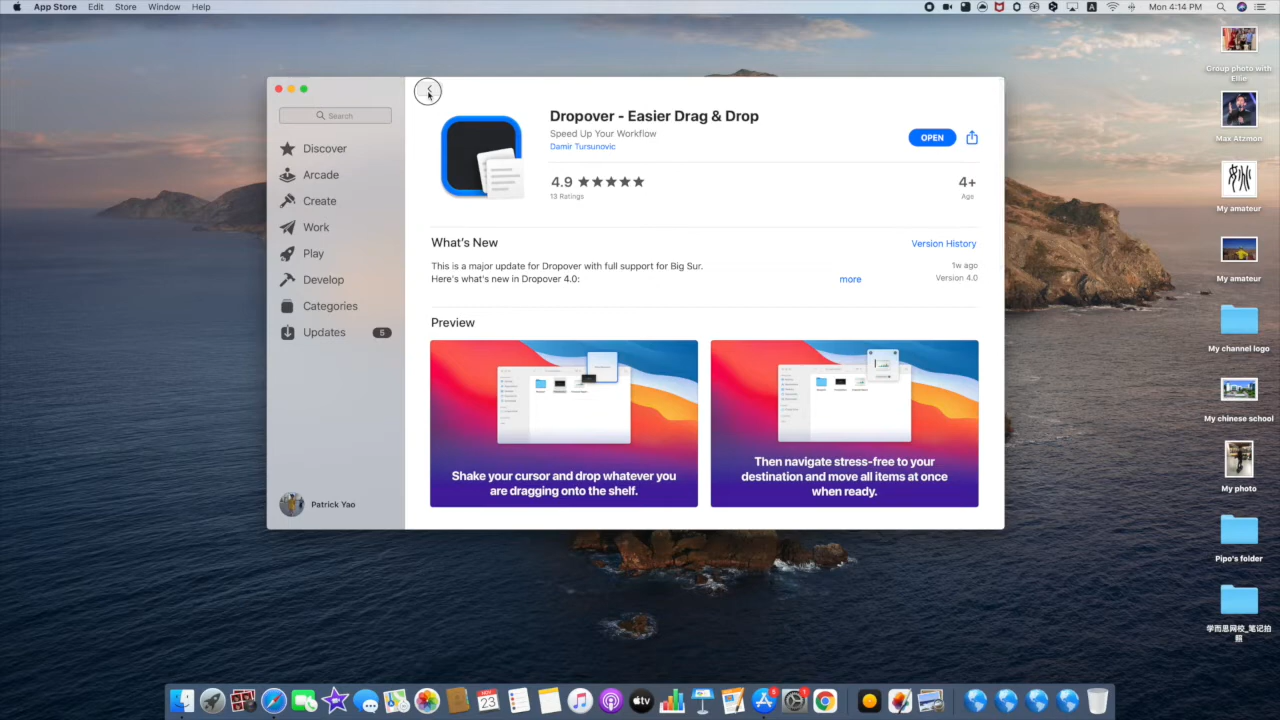 App Store Edit Store Window Help
Mon 4:14 PM
Search
Discover
Arcade
Create
Work
Play
Develop
Categories
Updates 5
Patrick Yao
Dropover - Easier Drag & Drop
Speed Up Your Workflow
Damir Tursunovic
OPEN
4.9
13 Ratings
4+
Age
What's New
Version History
This is a major update for Dropover with full support for Big Sur.
Here's what's new in Dropover 4.0:
more
1w ago
Version 4.0
Preview
Shake your cursor and drop whatever you
are dragging onto the shelf.
Then navigate stress-free to your
destination and move all items at once
when ready.
Group photo with
Ellie
Max Atzmon
My amateur
My amateur
My channel logo
My chinese school
My photo
Pipo's folder
学而思网校_笔记拍
照
NOV
23
tv
5
1